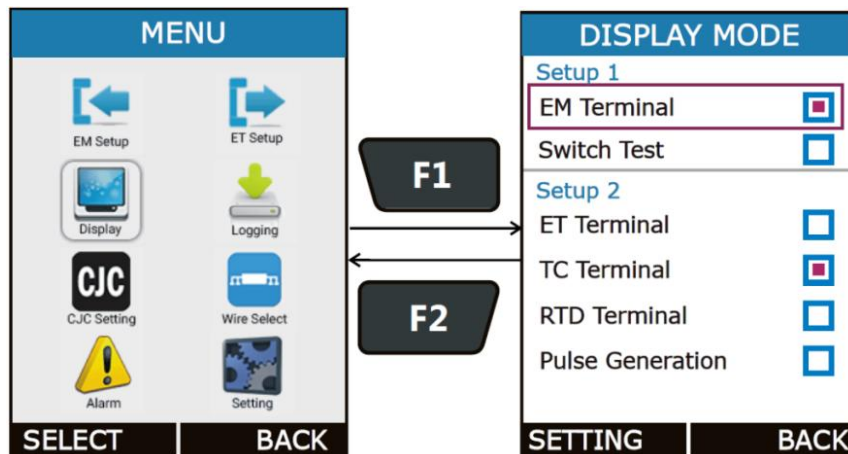 MENU
EM Setup
ET Setup
Display
Logging
CJC
CJC Setting
Wire Select
Alarm
Setting
SELECT
BACK
F1
F2
DISPLAY MODE
Setup 1
EM Terminal
Switch Test
Setup 2
ET Terminal
TC Terminal
RTD Terminal
Pulse Generation
SETTING
BACK